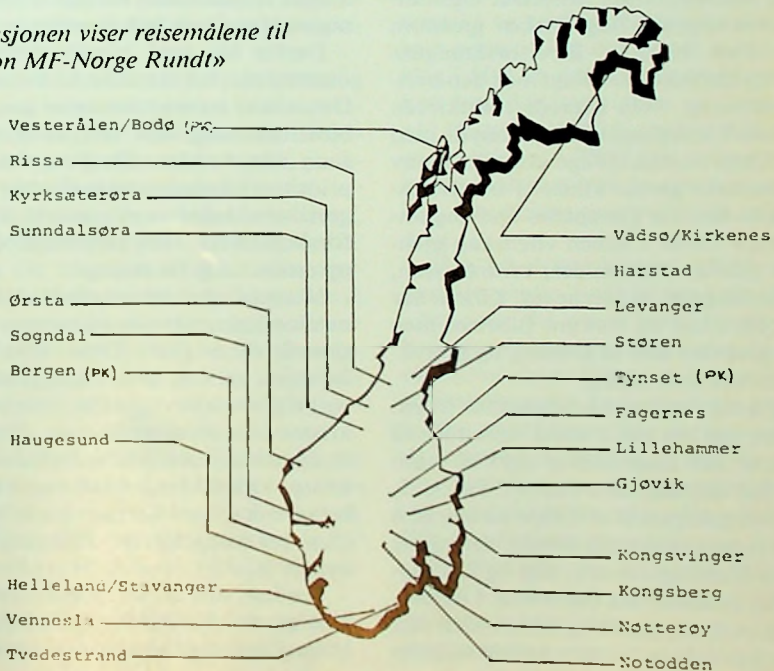 sjonen viser reisemålene til
on MF-Norge Rundt»
Vesterålen/Bodø (PK)
Rissa
Kyrksæterøra
Sunndalsøra
Ørsta
Sogndal
Bergen (PK)
Haugesund
Helleland/Stavanger
Vennesla
Tvedestrand
Vadsø/Kirkenes
Harstad
Levanger
Støren
Tynset (PK)
Fagernes
Lillehammer
Gjøvik
Kongsvinger
Kongsberg
Nøtterøy
Notodden